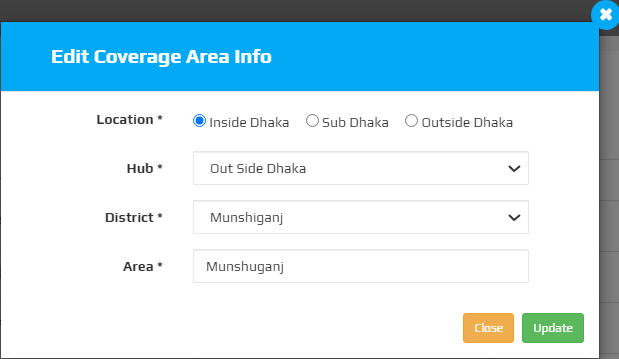 Edit Coverage Area Info
Location * Inside Dhaka Sub Dhaka Outside Dhaka
Hub * Out Side Dhaka
District * Munshiganj
Area * Munshuganj
Close Update